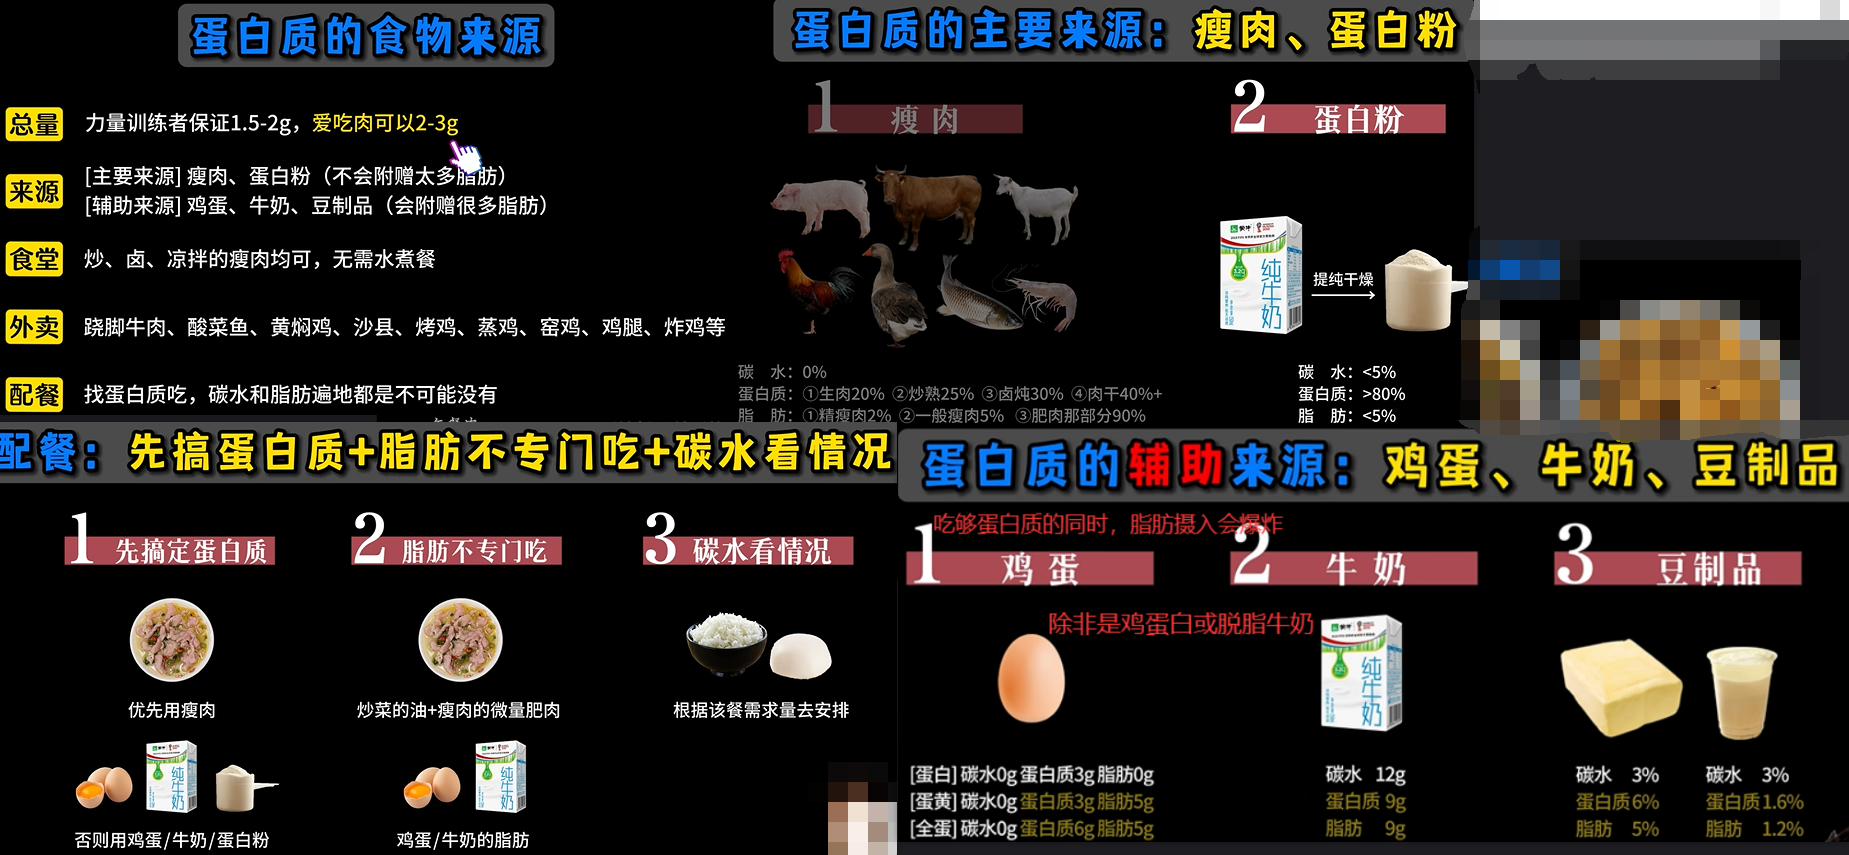 蛋白质的食物来源
总量
力量训练者保证1.5-2g，爱吃肉可以2-3g
来源
[主要来源] 瘦肉、蛋白粉（不会附赠太多脂肪）
[辅助来源] 鸡蛋、牛奶、豆制品（会附赠很多脂肪）
食堂
炒、卤、凉拌的瘦肉均可，无需水煮餐
外卖
跷脚牛肉、酸菜鱼、黄焖鸡、沙县、烤鸡、蒸鸡、窑鸡、鸡腿、炸鸡等
配餐
找蛋白质吃，碳水和脂肪遍地都是不可能没有
蛋白质的主要来源：瘦肉、蛋白粉
1 瘦肉
碳 水：0%
蛋白质：①生肉20% ②炒熟25% ③卤炖30% ④肉干40%+
脂 肪：①精瘦肉2% ②一般瘦肉5% ③肥肉那部分90%
2 蛋白粉
蒙牛
纯牛奶
提纯干燥
碳 水：<5%
蛋白质：>80%
脂 肪：<5%
配餐：先搞蛋白质+脂肪不专门吃+碳水看情况
1 先搞定蛋白质
优先用瘦肉
纯牛奶
否则用鸡蛋/牛奶/蛋白粉
2 脂肪不专门吃
炒菜的油+瘦肉的微量肥肉
纯牛奶
鸡蛋/牛奶的脂肪
3 碳水看情况
根据该餐需求量去安排
蛋白质的辅助来源：鸡蛋、牛奶、豆制品
吃够蛋白质的同时，脂肪摄入会爆炸
1 鸡蛋
除非是鸡蛋白或脱脂牛奶
[蛋白] 碳水0g 蛋白质3g 脂肪0g
[蛋黄] 碳水0g 蛋白质3g 脂肪5g
[全蛋] 碳水0g 蛋白质6g 脂肪5g
2 牛奶
蒙牛
纯牛奶
碳水 12g
蛋白质 9g
脂肪 9g
3 豆制品
碳水 3%
蛋白质 6%
脂肪 5%
碳水 3%
蛋白质 1.6%
脂肪 1.2%